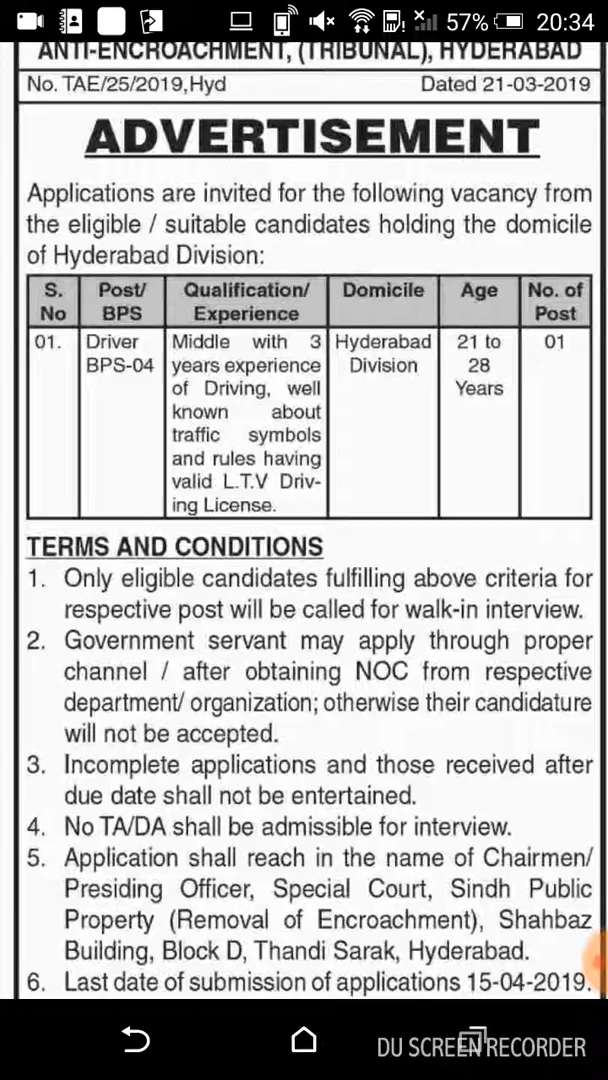 57% 20:34
ANTI-ENCROACHMENT, (TRIBUNAL), HYDERABAD
No. TAE/25/2019,Hyd Dated 21-03-2019
ADVERTISEMENT
Applications are invited for the following vacancy from
the eligible / suitable candidates holding the domicile
of Hyderabad Division:
S. No Post/ BPS Qualification/ Experience Domicile Age No. of Post
01. Driver BPS-04 Middle with 3 years experience of Driving, well known about traffic symbols and rules having valid L.T.V Driv-ing License. Hyderabad Division 21 to 28 Years 01
TERMS AND CONDITIONS
1. Only eligible candidates fulfilling above criteria for
respective post will be called for walk-in interview.
2. Government servant may apply through proper
channel / after obtaining NOC from respective
department/ organization; otherwise their candidature
will not be accepted.
3. Incomplete applications and those received after
due date shall not be entertained.
4. No TA/DA shall be admissible for interview.
5. Application shall reach in the name of Chairmen/
Presiding Officer, Special Court, Sindh Public
Property (Removal of Encroachment), Shahbaz
Building, Block D, Thandi Sarak, Hyderabad.
6. Last date of submission of applications 15-04-2019.
DU SCREEN RECORDER